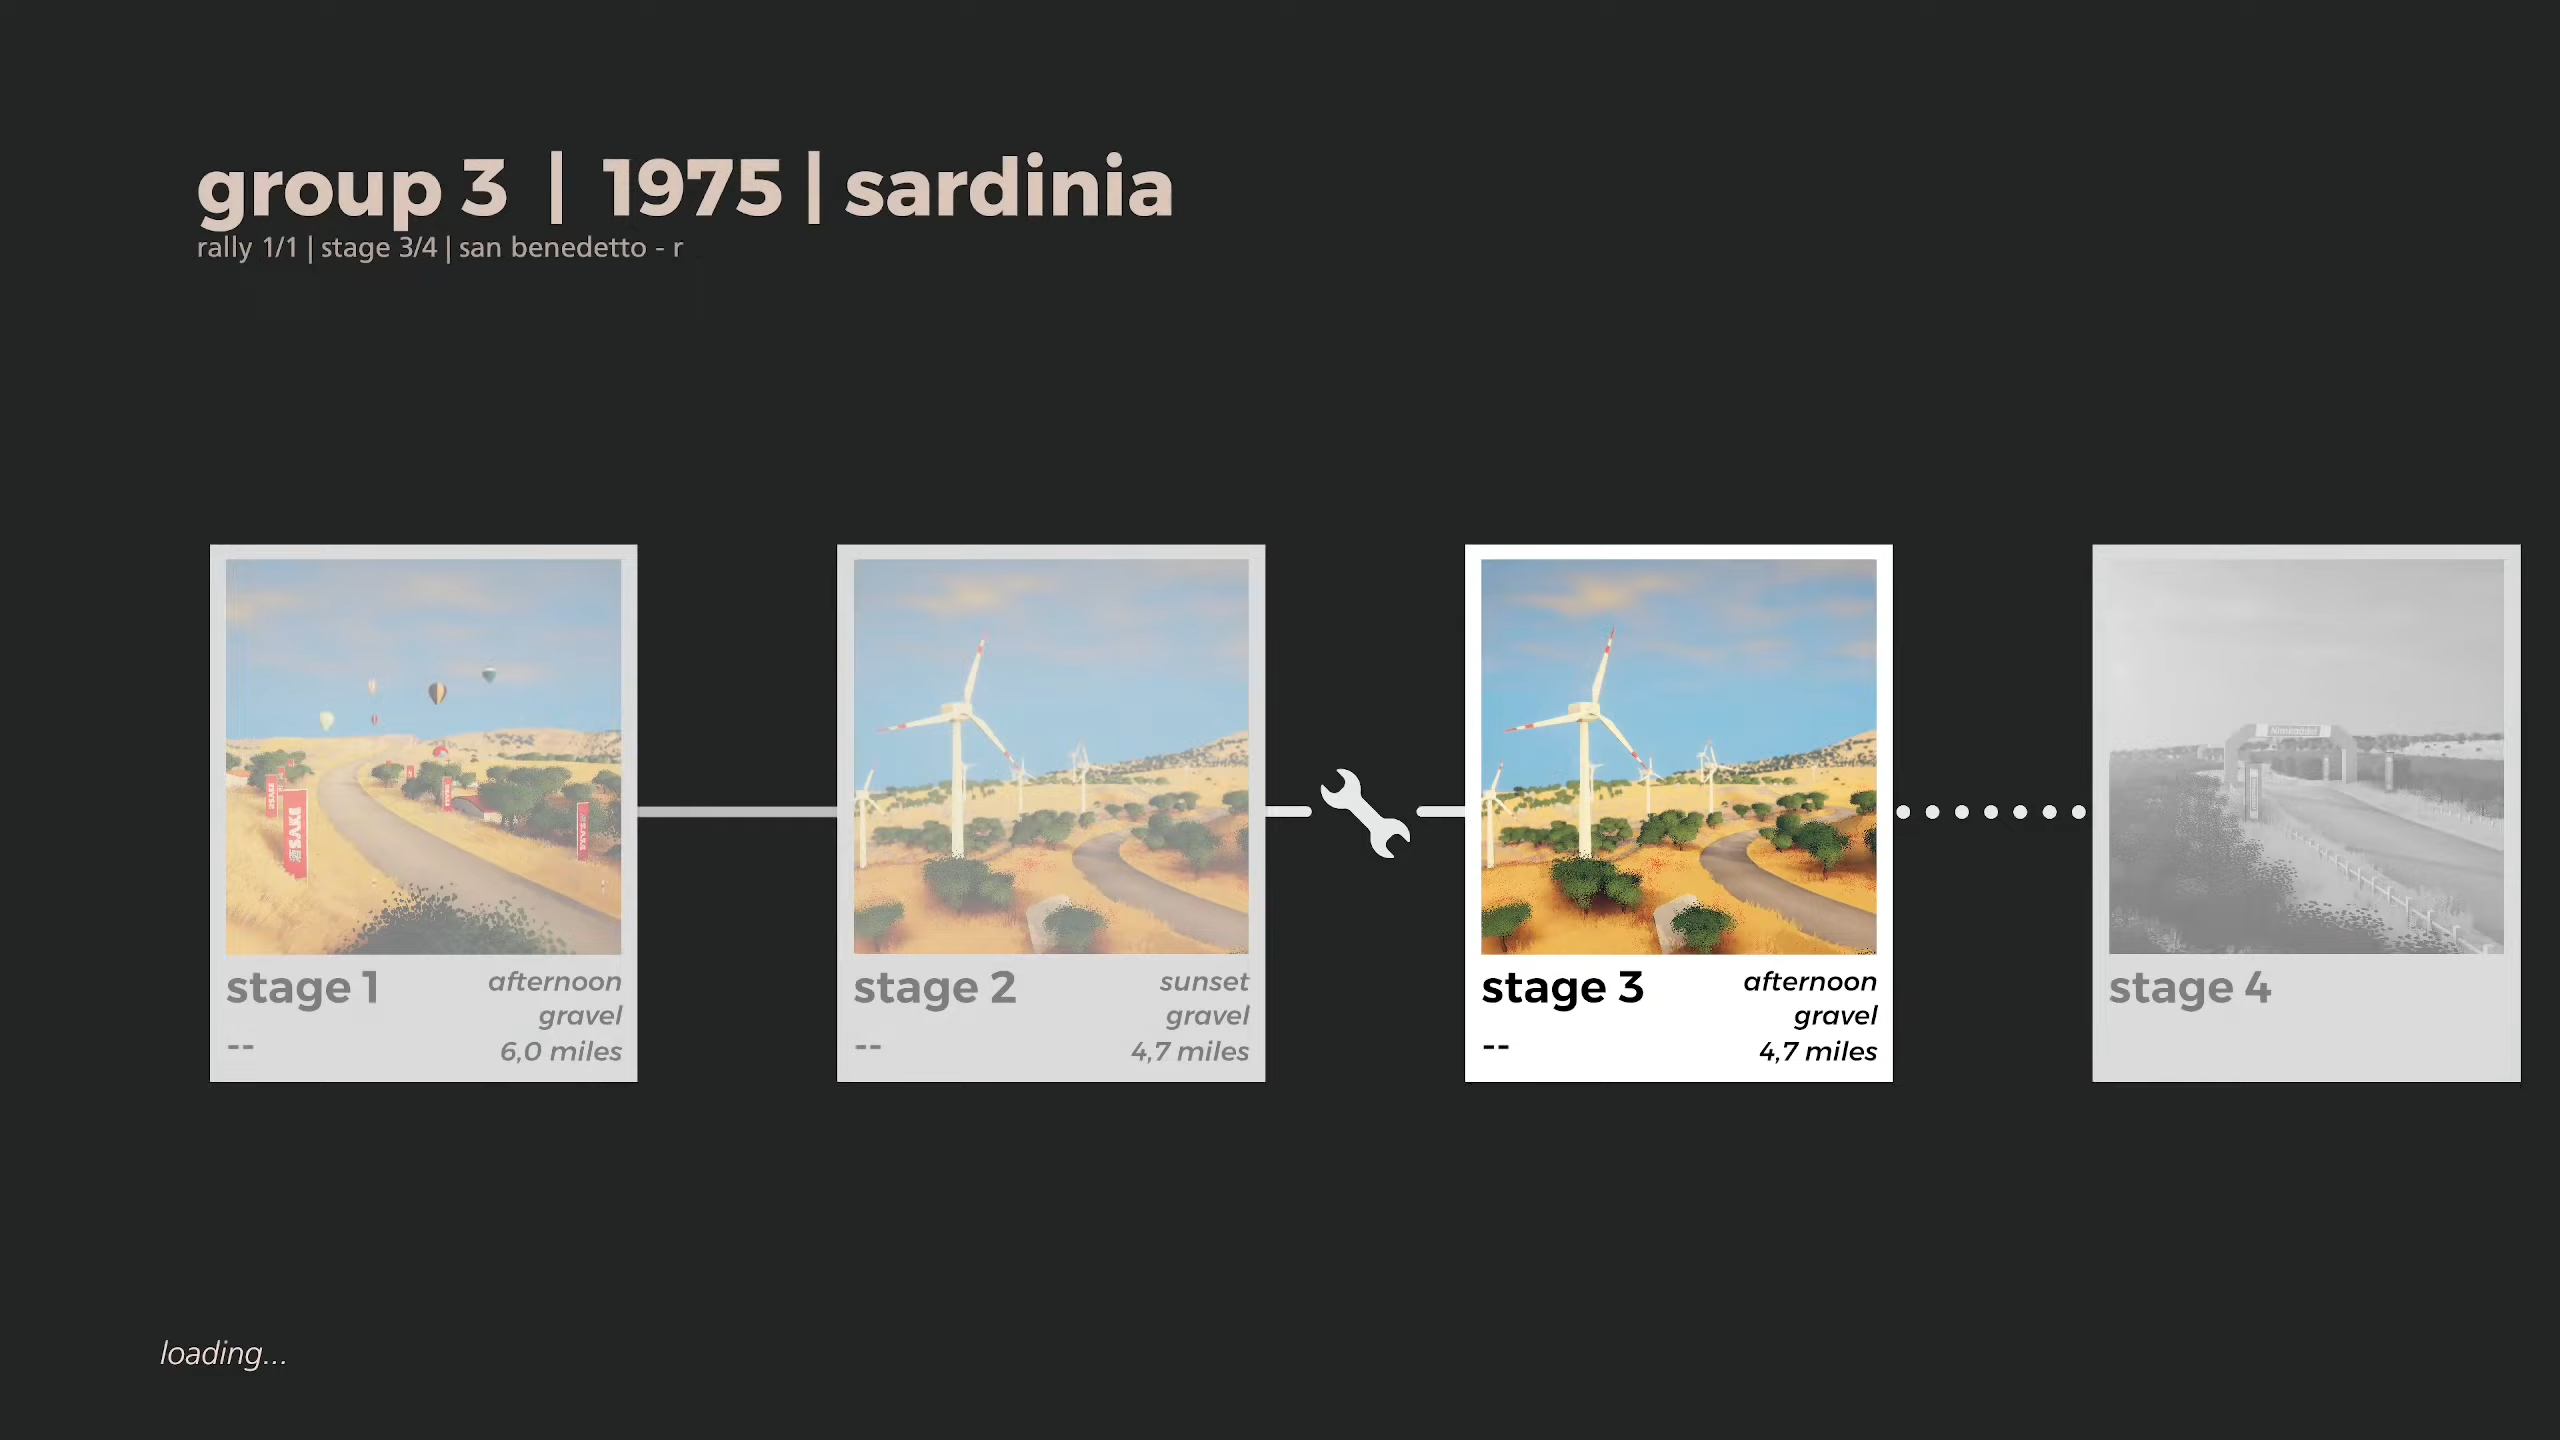 group 3 | 1975 | sardinia
rally 1/1 | stage 3/4 | san benedetto - r
SAKE
stage 1
afternoon
gravel
--
6,0 miles
stage 2
sunset
gravel
--
4,7 miles
stage 3
afternoon
gravel
--
4,7 miles
stage 4
loading...